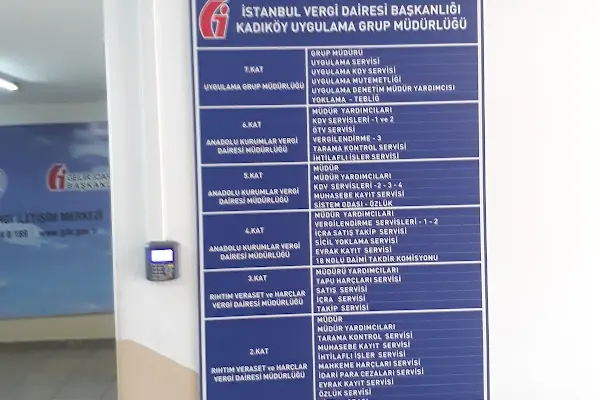 İSTANBUL VERGİ DAİRESİ BAŞKANLIĞI
KADIKÖY UYGULAMA GRUP MÜDÜRLÜĞÜ
7.KAT
UYGULAMA GRUP MÜDÜRLÜĞÜ
GRUP MÜDÜRÜ
UYGULAMA SERVİSİ
UYGULAMA KDV SERVİSİ
UYGULAMA MUTEMETLİĞİ
UYGULAMA DENETİM MÜDÜR YARDIMCISI
YOKLAMA - TEBLİĞ
6.KAT
ANADOLU KURUMLAR VERGİ
DAİRESİ MÜDÜRLÜĞÜ
MÜDÜR YARDIMCILARI
KDV SERVİSLERİ -1 ve 2
ÖTV SERVİSİ
VERGİLENDİRME - 3
TARAMA KONTROL SERVİSİ
İHTİLAFLI İŞLER SERVİSİ
5.KAT
ANADOLU KURUMLAR VERGİ
DAİRESİ MÜDÜRLÜĞÜ
MÜDÜR
MÜDÜR YARDIMCILARI
KDV SERVİSLERİ -2 - 3 - 4
MUHASEBE KAYIT SERVİSİ
SİSTEM ODASI - ÖZLÜK
4.KAT
ANADOLU KURUMLAR VERGİ
DAİRESİ MÜDÜRLÜĞÜ
MÜDÜR YARDIMCILARI
VERGİLENDİRME SERVİSLERİ - 1 - 2
İCRA SATIŞ TAKİP SERVİSİ
SİCİL YOKLAMA SERVİSİ
EVRAK KAYIT SERVİSİ
18 NOLU DAİMİ TAKDİR KOMİSYONU
3.KAT
RIHTIM VERASET ve HARÇLAR
VERGİ DAİRESİ MÜDÜRLÜĞÜ
MÜDÜRÜ YARDIMCILARI
TAPU HARÇLARI SERVİSİ
SATIŞ SERVİSİ
İCRA SERVİSİ
TAKİP SERVİSİ
2.KAT
RIHTIM VERASET ve HARÇLAR
VERGİ DAİRESİ MÜDÜRLÜĞÜ
MÜDÜR
MÜDÜR YARDIMCILARI
TARAMA KONTROL SERVİSİ
MUHASEBE KAYIT SERVİSİ
İHTİLAFLI İŞLER SERVİSİ
MAHKEME HARÇLARI SERVİSİ
İDARİ PARA CEZALARI SERVİSİ
EVRAK KAYIT SERVİSİ
ÖZLÜK SERVİSİ
GELİR İDAR
BAŞKANL
İLETİŞİM MERKEZİ